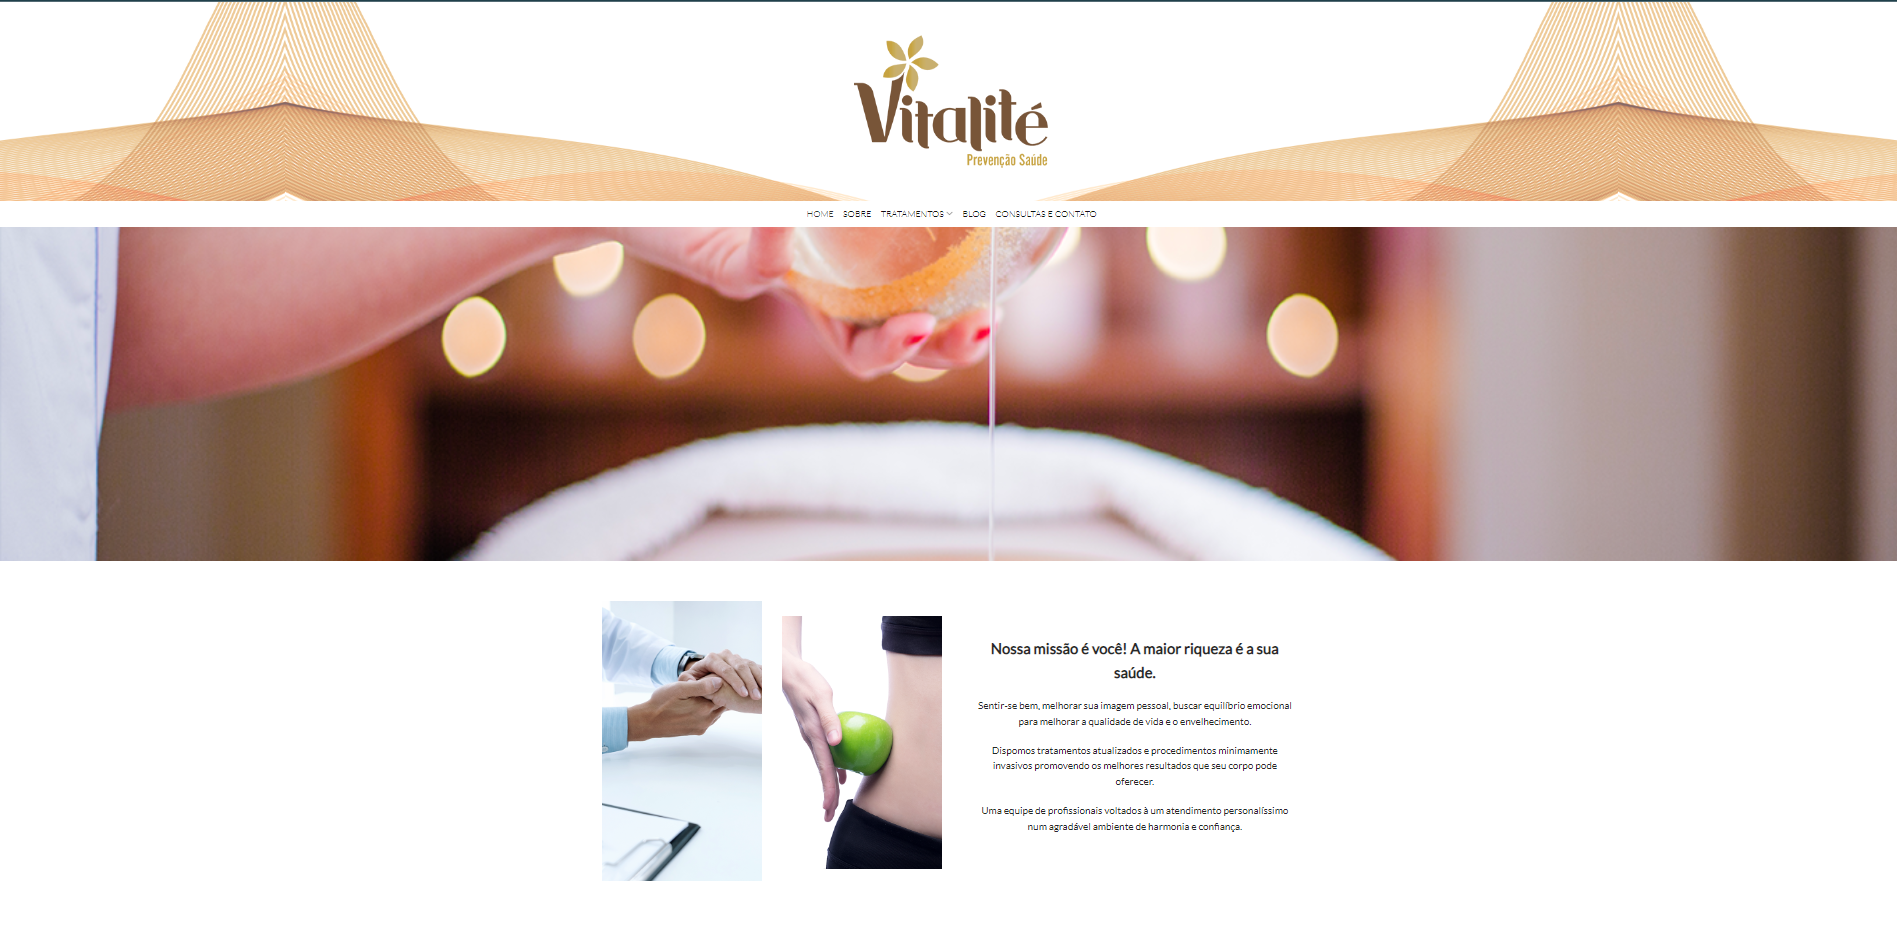 Vitalité
Prevenção Saúde
HOME SOBRE TRATAMENTOS BLOG CONSULTAS E CONTATO
Nossa missão é você! A maior riqueza é a sua
saúde.
Sentir-se bem, melhorar sua imagem pessoal, buscar equilíbrio emocional
para melhorar a qualidade de vida e o envelhecimento.
Dispomos tratamentos atualizados e procedimentos minimamente
invasivos promovendo os melhores resultados que seu corpo pode
oferecer.
Uma equipe de profissionais voltados à um atendimento personalíssimo
num agradável ambiente de harmonia e confiança.